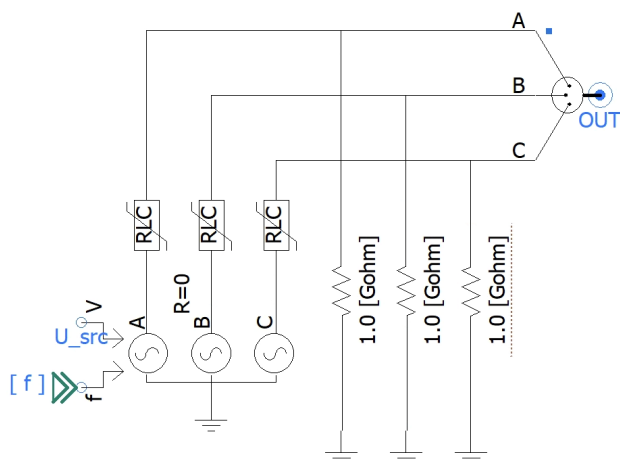 A
B
OUT
C
RLC
RLC
RLC
R=0
1.0 [Gohm]
1.0 [Gohm]
1.0 [Gohm]
V
A
B
C
U_src
[ f ]
f